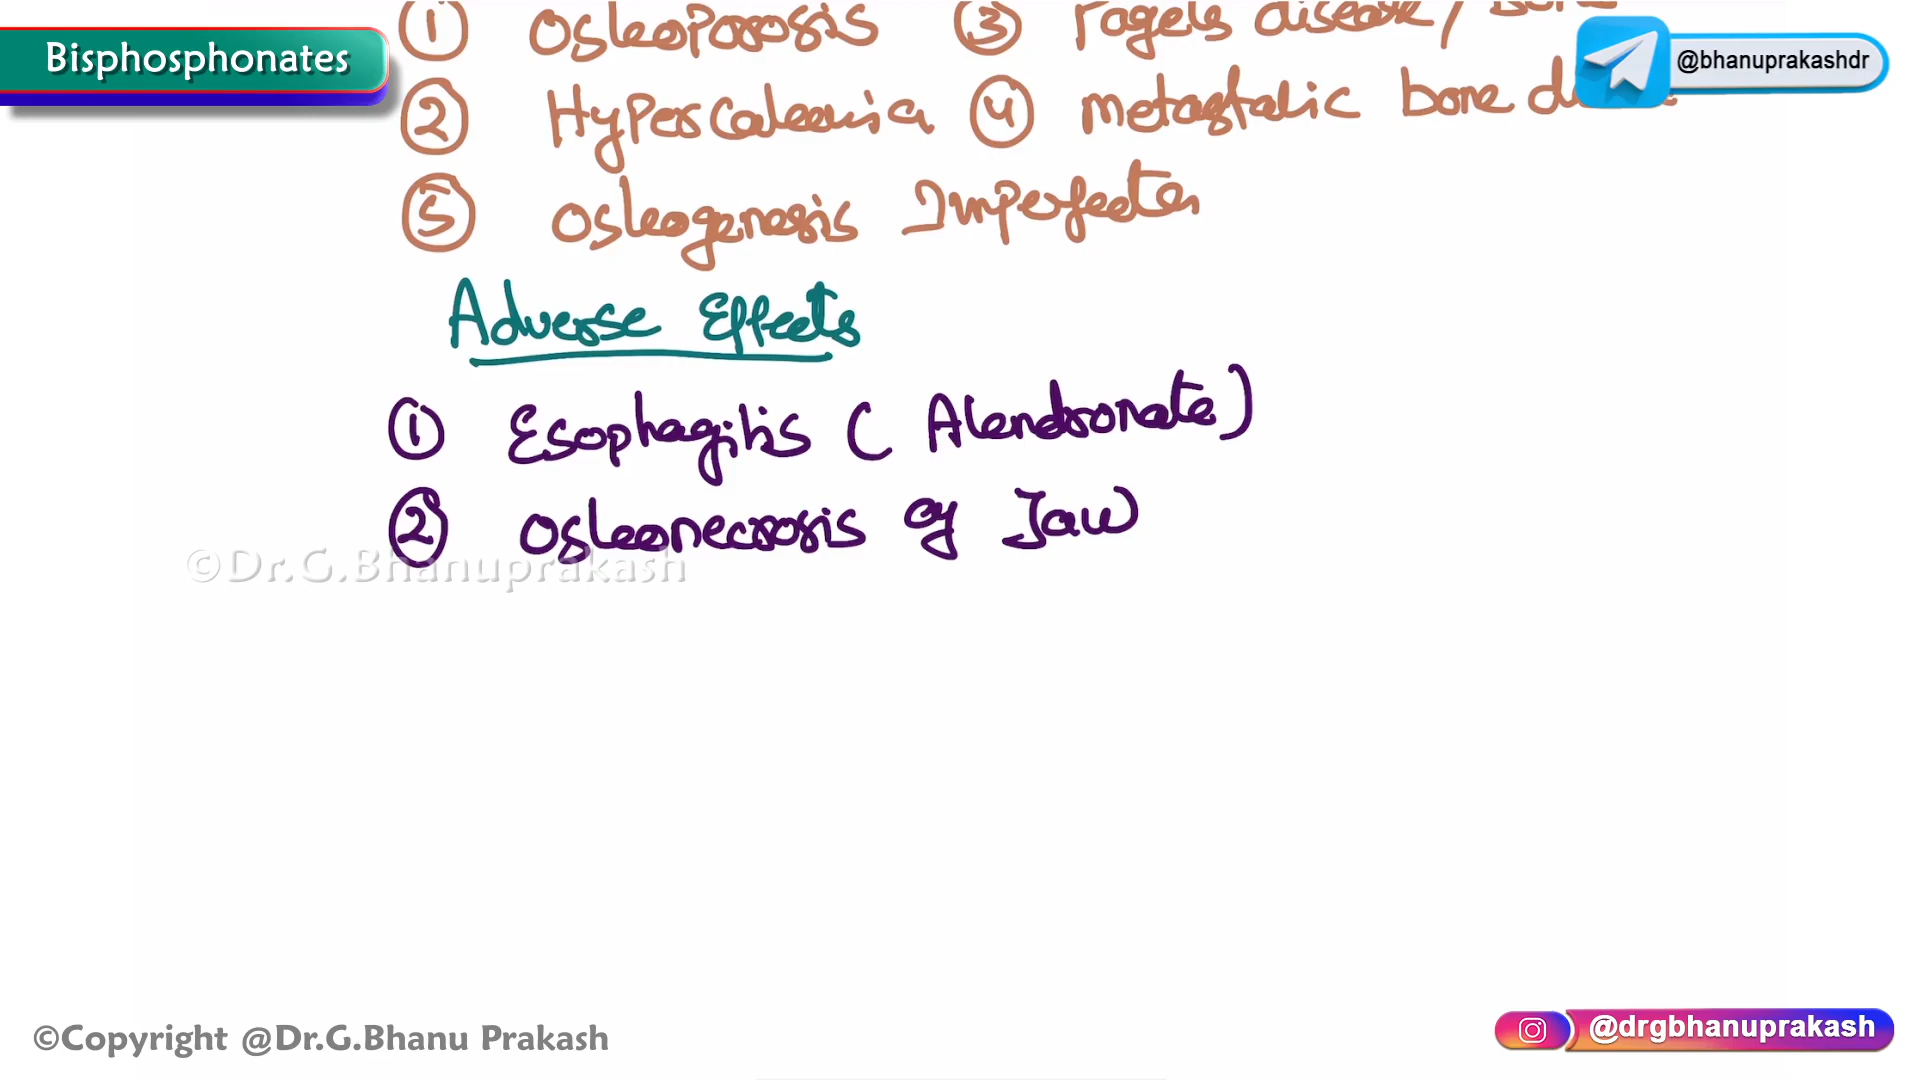 Bisphosphonates
@bhanuprakashdr
① Osteoporosis ③ Pagets disease / Bone
② Hypercalcemia ④ metastatic bone
⑤ Osteogenesis Imperfecta
Adverse Effects
① Esophagitis ( Alendronate )
② Osteonecrosis of Jaw
©Dr.G.Bhanuprakash
©Copyright @Dr.G.Bhanu Prakash
@drgbhanuprakash